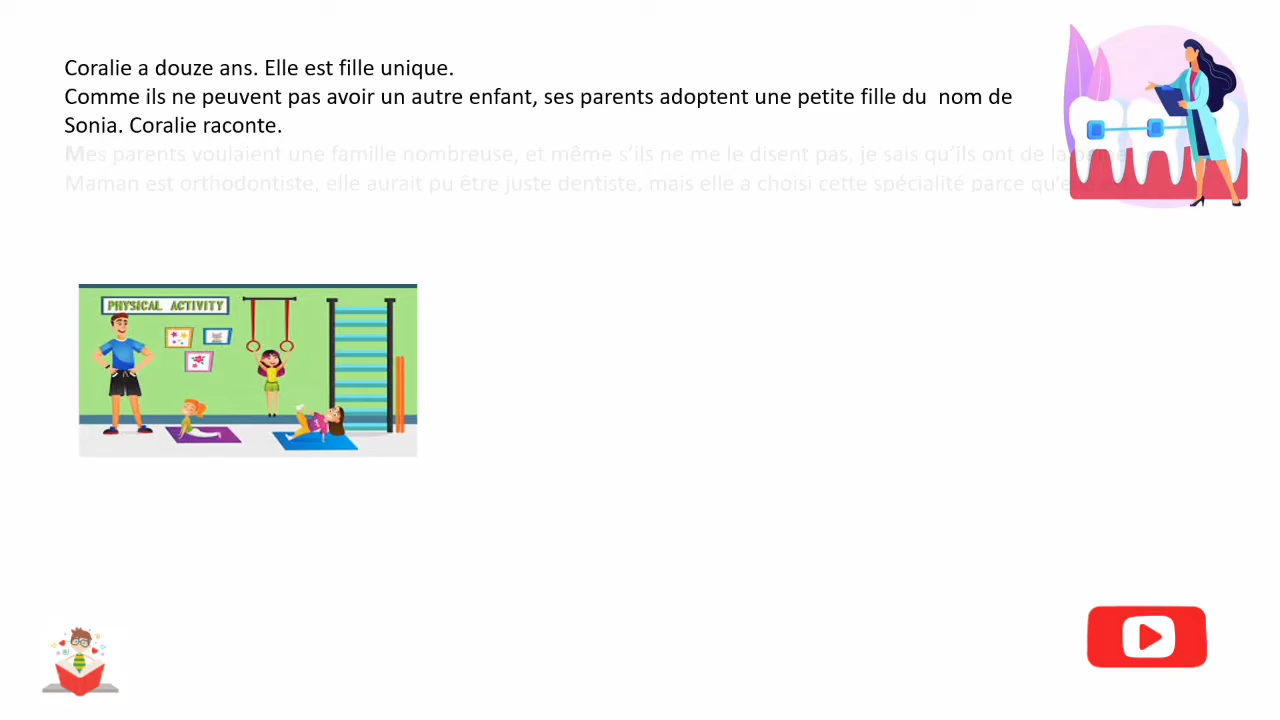 Coralie a douze ans. Elle est fille unique.
Comme ils ne peuvent pas avoir un autre enfant, ses parents adoptent une petite fille du nom de
Sonia. Coralie raconte.
Mes parents voulaient une famille nombreuse, et même s'ils ne me le disent pas, je sais qu'ils ont de la peine
Maman est orthodontiste, elle aurait pu être juste dentiste, mais elle a choisi cette spécialité parce
PHYSICAL ACTIVITY